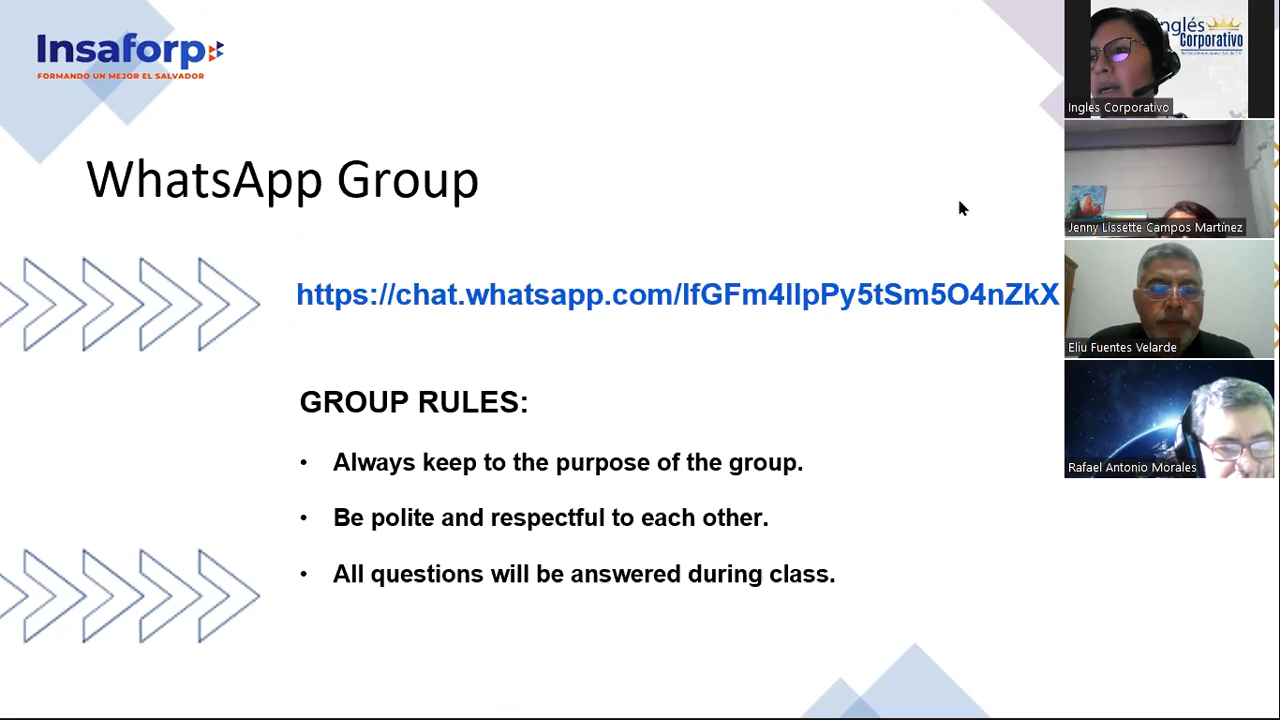 Insaforp
FORMANDO UN MEJOR EL SALVADOR
WhatsApp Group
https://chat.whatsapp.com/IfGFm4IIpPy5tSm5O4nZkX
GROUP RULES:
• Always keep to the purpose of the group.
• Be polite and respectful to each other.
• All questions will be answered during class.
Inglés
Corporativo
Ingles Corporativo
Jenny Lissette Campos Martínez
Eliu Fuentes Velarde
Rafael Antonio Morales